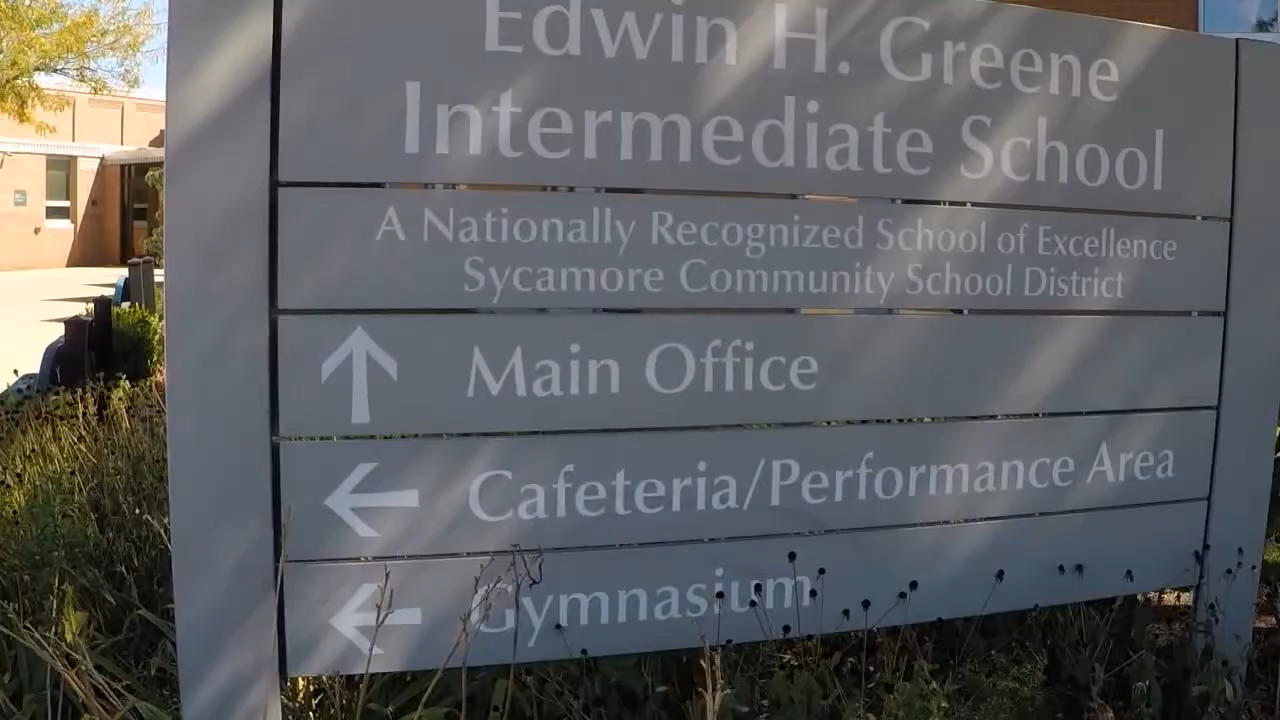 Edwin H. Greene
Intermediate School
A Nationally Recognized School of Excellence
Sycamore Community School District
Main Office
Cafeteria/Performance Area
Gymnasium